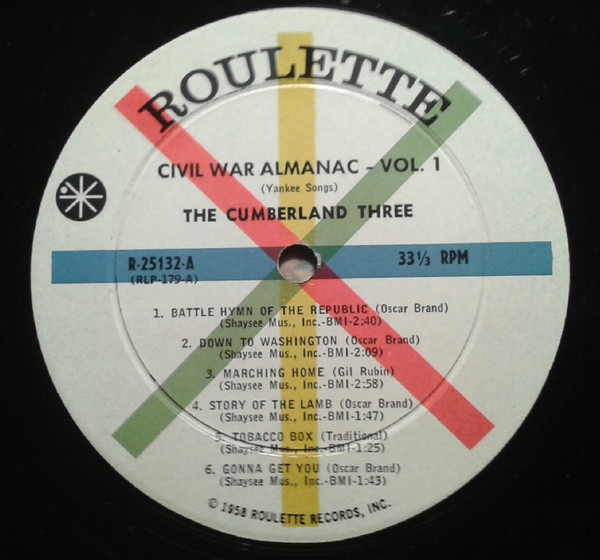 ROULETTE
CIVIL WAR ALMANAC - VOL. 1
(Yankee Songs)
THE CUMBERLAND THREE
R-25132-A
(RLP-179-A)
33⅓ RPM
1. BATTLE HYMN OF THE REPUBLIC (Oscar Brand)
(Shaysee Mus., Inc.-BMI-2:40)
2. DOWN TO WASHINGTON (Oscar Brand)
(Shaysee Mus., Inc.-BMI-2:09)
3. MARCHING HOME (Gil Rubin)
(Shaysee Mus., Inc.-BMI-2:58)
4. STORY OF THE LAMB (Oscar Brand)
(Shaysee Mus., Inc.-BMI-1:47)
5. TOBACCO BOX (Traditional)
(Shaysee Mus., Inc.-BMI-1:25)
6. GONNA GET YOU (Oscar Brand)
(Shaysee Mus., Inc.-BMI-1:43)
© 1958 ROULETTE RECORDS, INC.